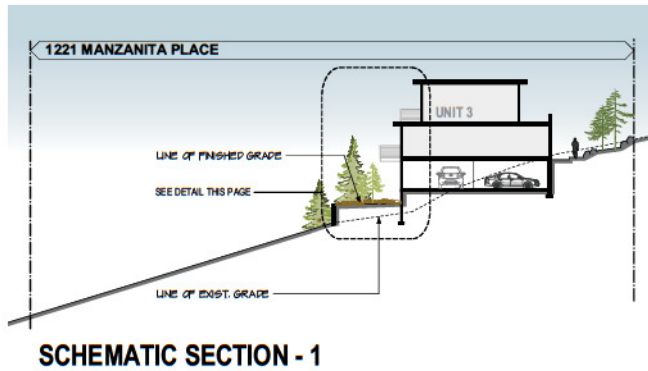 1221 MANZANITA PLACE
UNIT 3
LINE OF FINISHED GRADE
SEE DETAIL THIS PAGE
LINE OF EXIST. GRADE
SCHEMATIC SECTION - 1